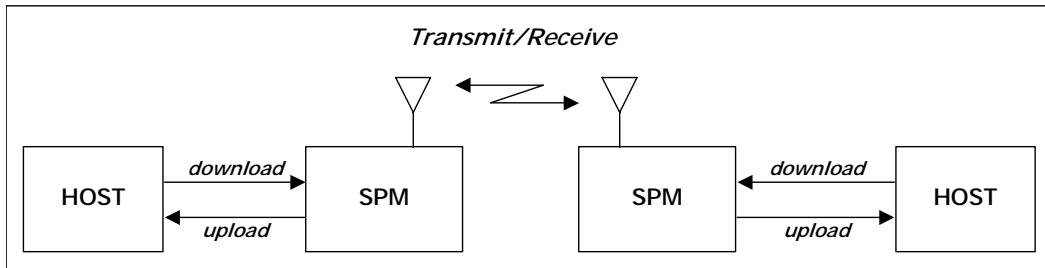 Transmit/Receive
download
download
HOST
SPM
SPM
HOST
upload
upload